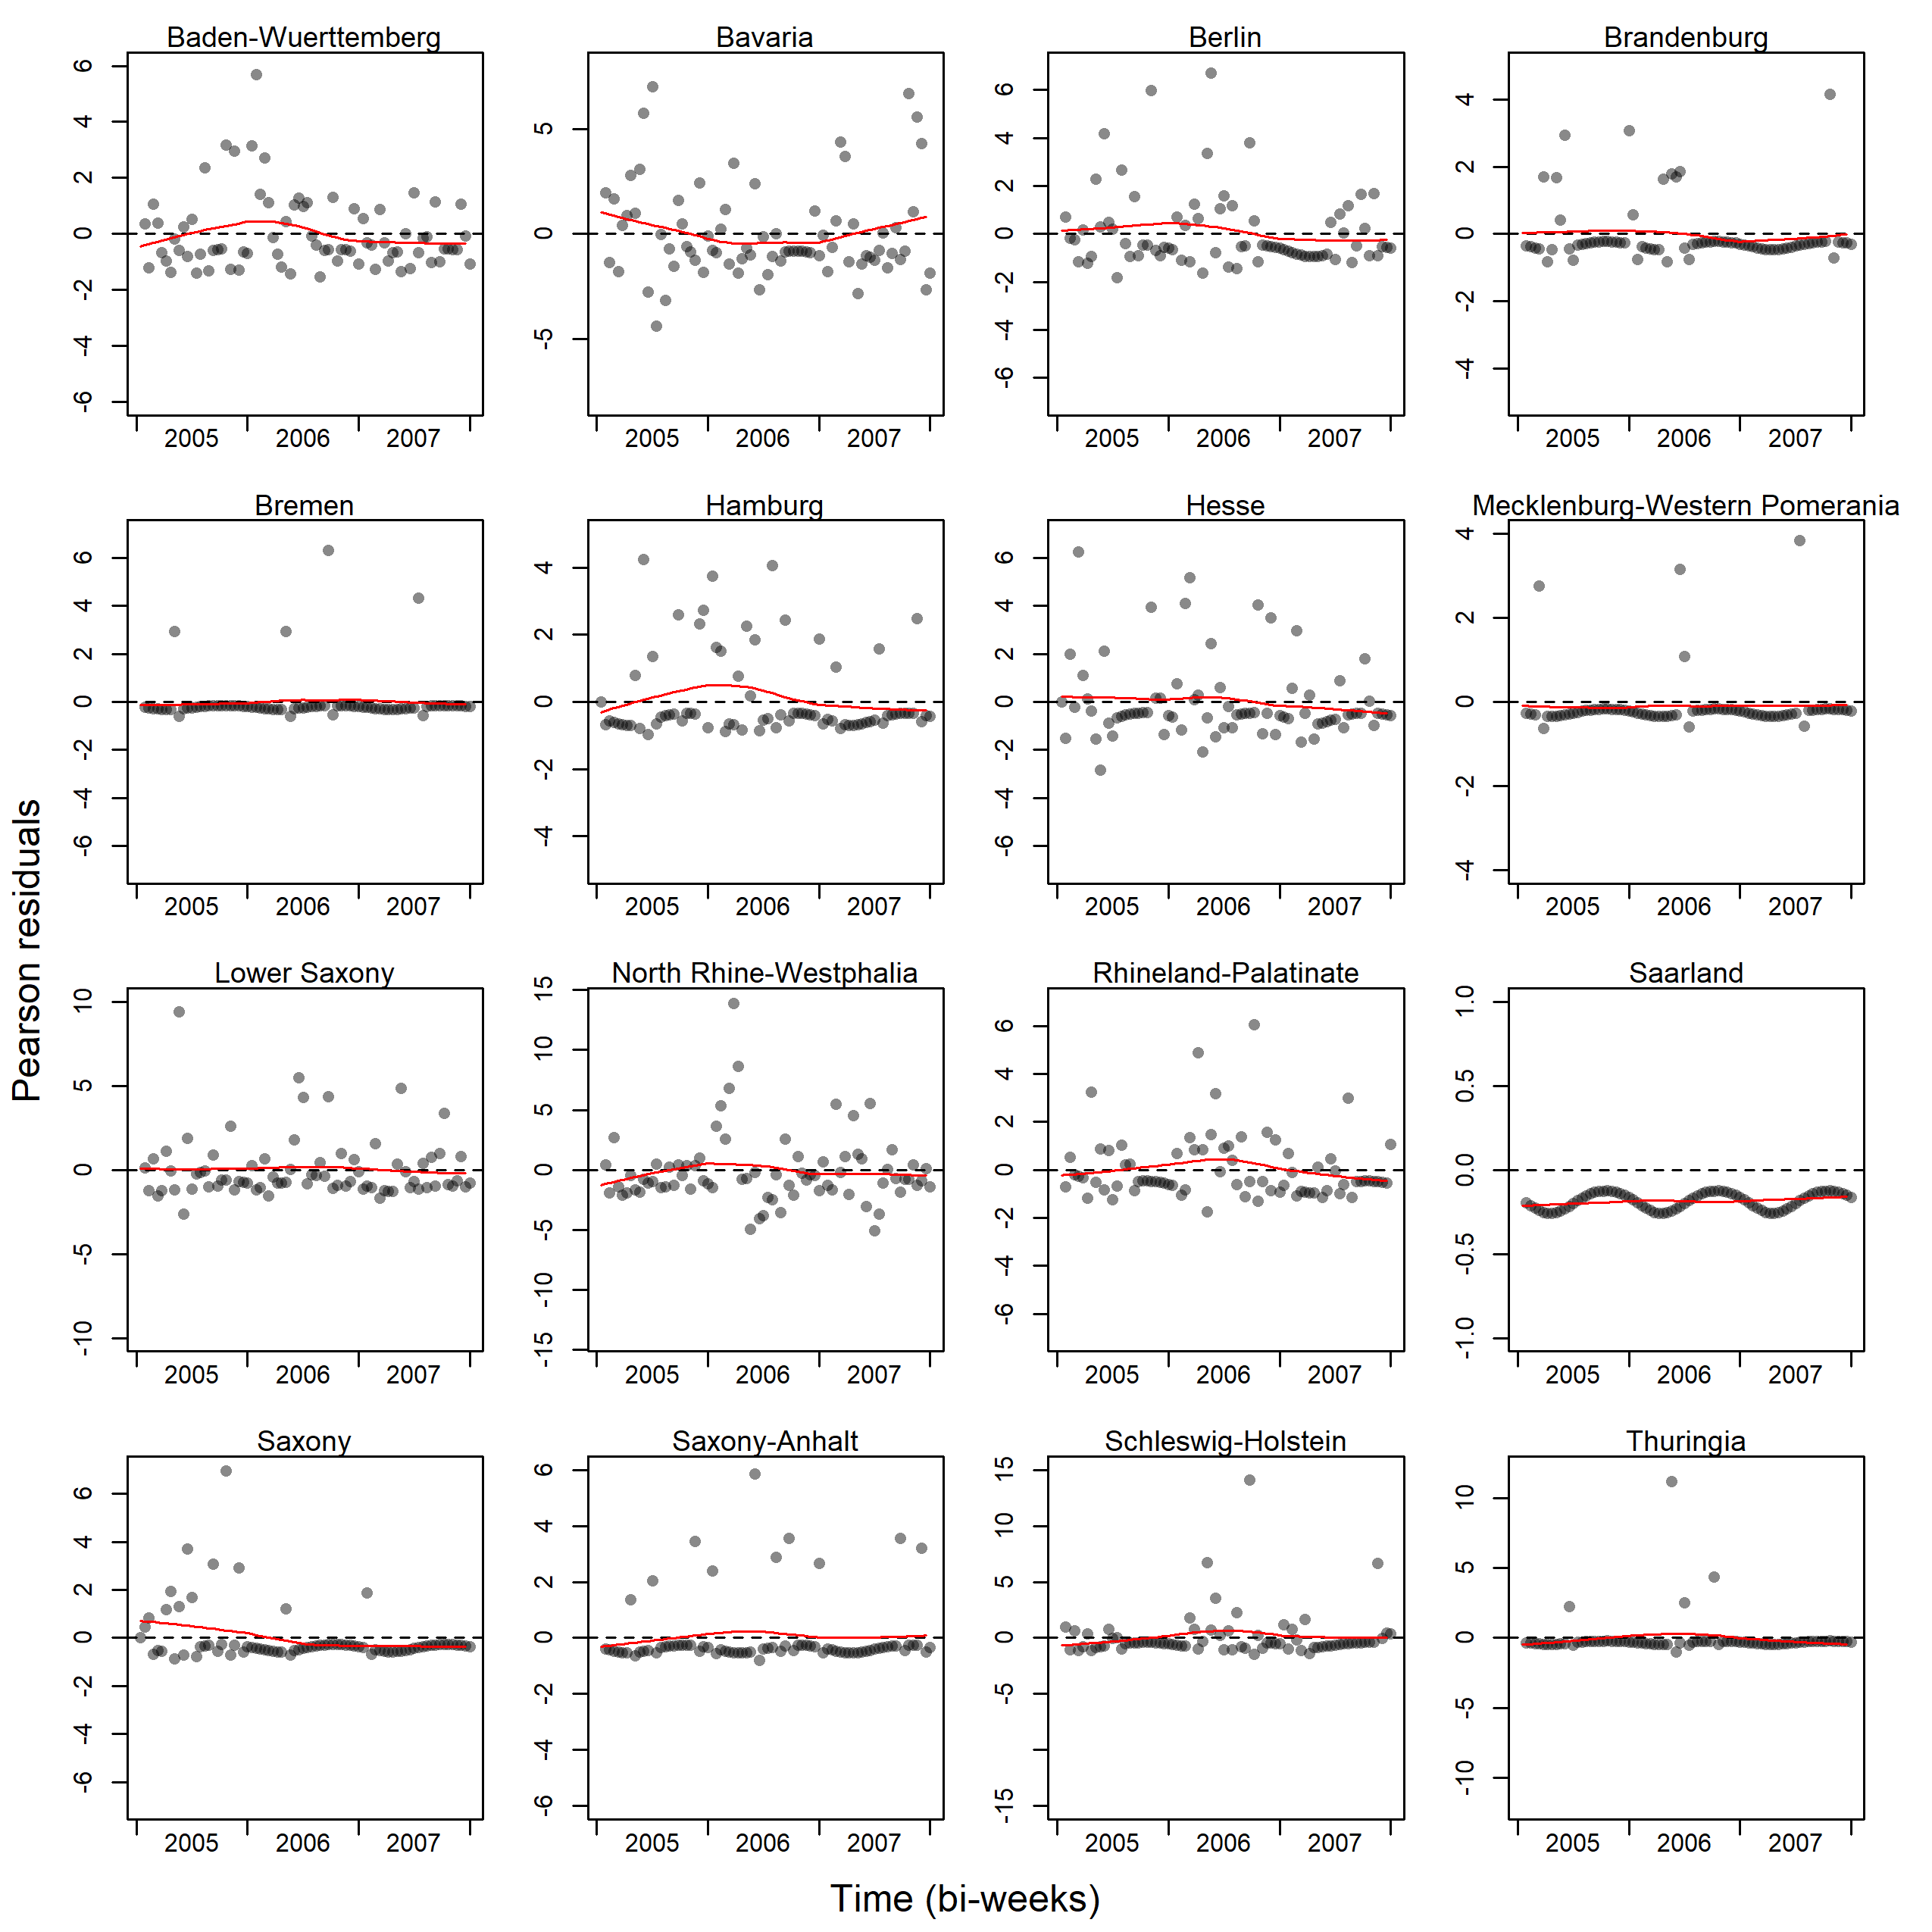 Baden-Wuerttemberg
6
4
2
0
-2
-4
-6
2005 2006 2007
Bavaria
5
0
-5
2005 2006 2007
Berlin
6
4
2
0
-2
-4
-6
2005 2006 2007
Brandenburg
4
2
0
-2
-4
2005 2006 2007
Bremen
6
4
2
0
-2
-4
-6
2005 2006 2007
Hamburg
4
2
0
-2
-4
2005 2006 2007
Hesse
6
4
2
0
-2
-4
-6
2005 2006 2007
Mecklenburg-Western Pomerania
4
2
0
-2
-4
2005 2006 2007
Lower Saxony
10
5
0
-5
-10
2005 2006 2007
North Rhine-Westphalia
15
10
5
0
-5
-10
-15
2005 2006 2007
Rhineland-Palatinate
6
4
2
0
-2
-4
-6
2005 2006 2007
Saarland
1.0
0.5
0.0
-0.5
-1.0
2005 2006 2007
Saxony
6
4
2
0
-2
-4
-6
2005 2006 2007
Saxony-Anhalt
6
4
2
0
-2
-4
-6
2005 2006 2007
Schleswig-Holstein
15
10
5
0
-5
-15
2005 2006 2007
Thuringia
10
5
0
-5
-10
2005 2006 2007
Pearson residuals
Time (bi-weeks)